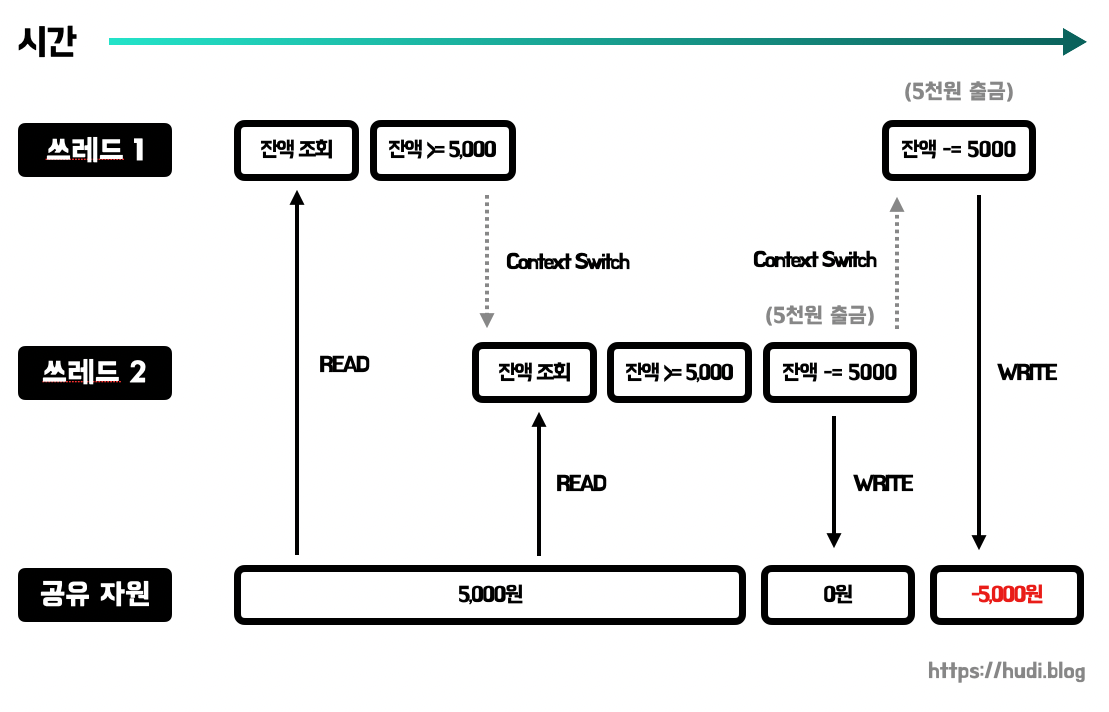 시간
(5천원 출금)
쓰레드 1
잔액 조회
잔액 >= 5,000
잔액 -= 5000
Context Switch
Context Switch
(5천원 출금)
READ
WRITE
쓰레드 2
잔액 조회
잔액 >= 5,000
잔액 -= 5000
READ
WRITE
공유 자원
5,000원
0원
-5,000원
https://hudi.blog